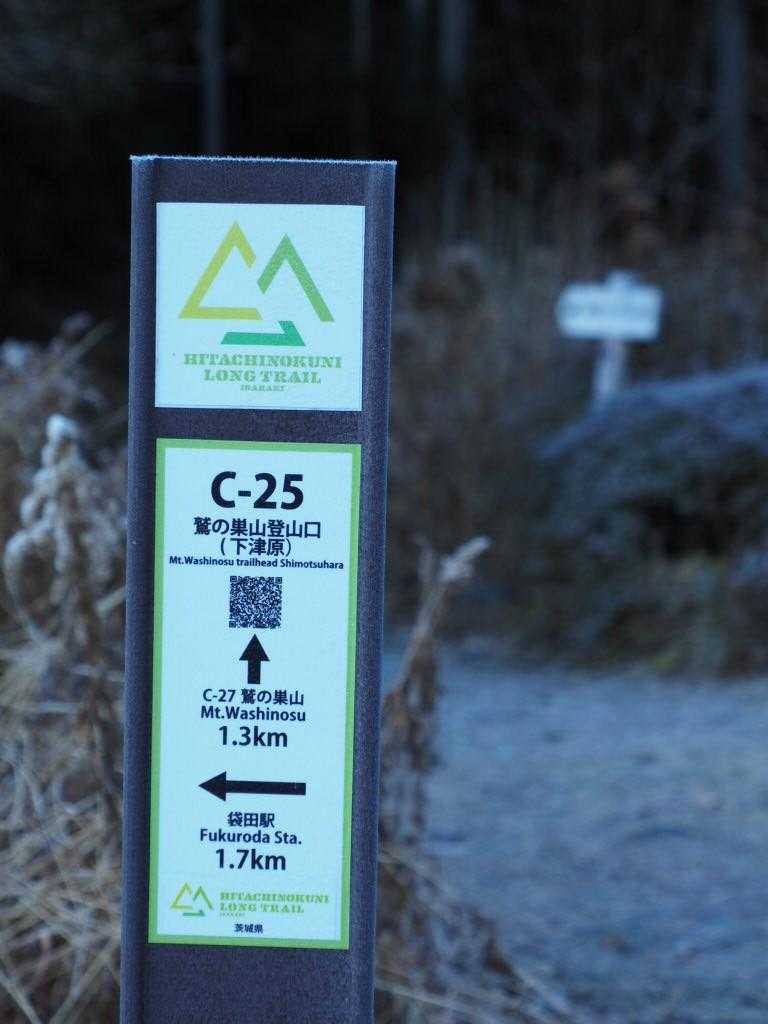 HITACHINOKUNI
LONG TRAIL
IBARAKI
C-25
鷲の巣山登山口
(下津原)
Mt.Washinosu trailhead Shimotsuhara
C-27 鷲の巣山
Mt.Washinosu
1.3km
袋田駅
Fukuroda Sta.
1.7km
HITACHINOKUNI
LONG TRAIL
IBARAKI
茨城県